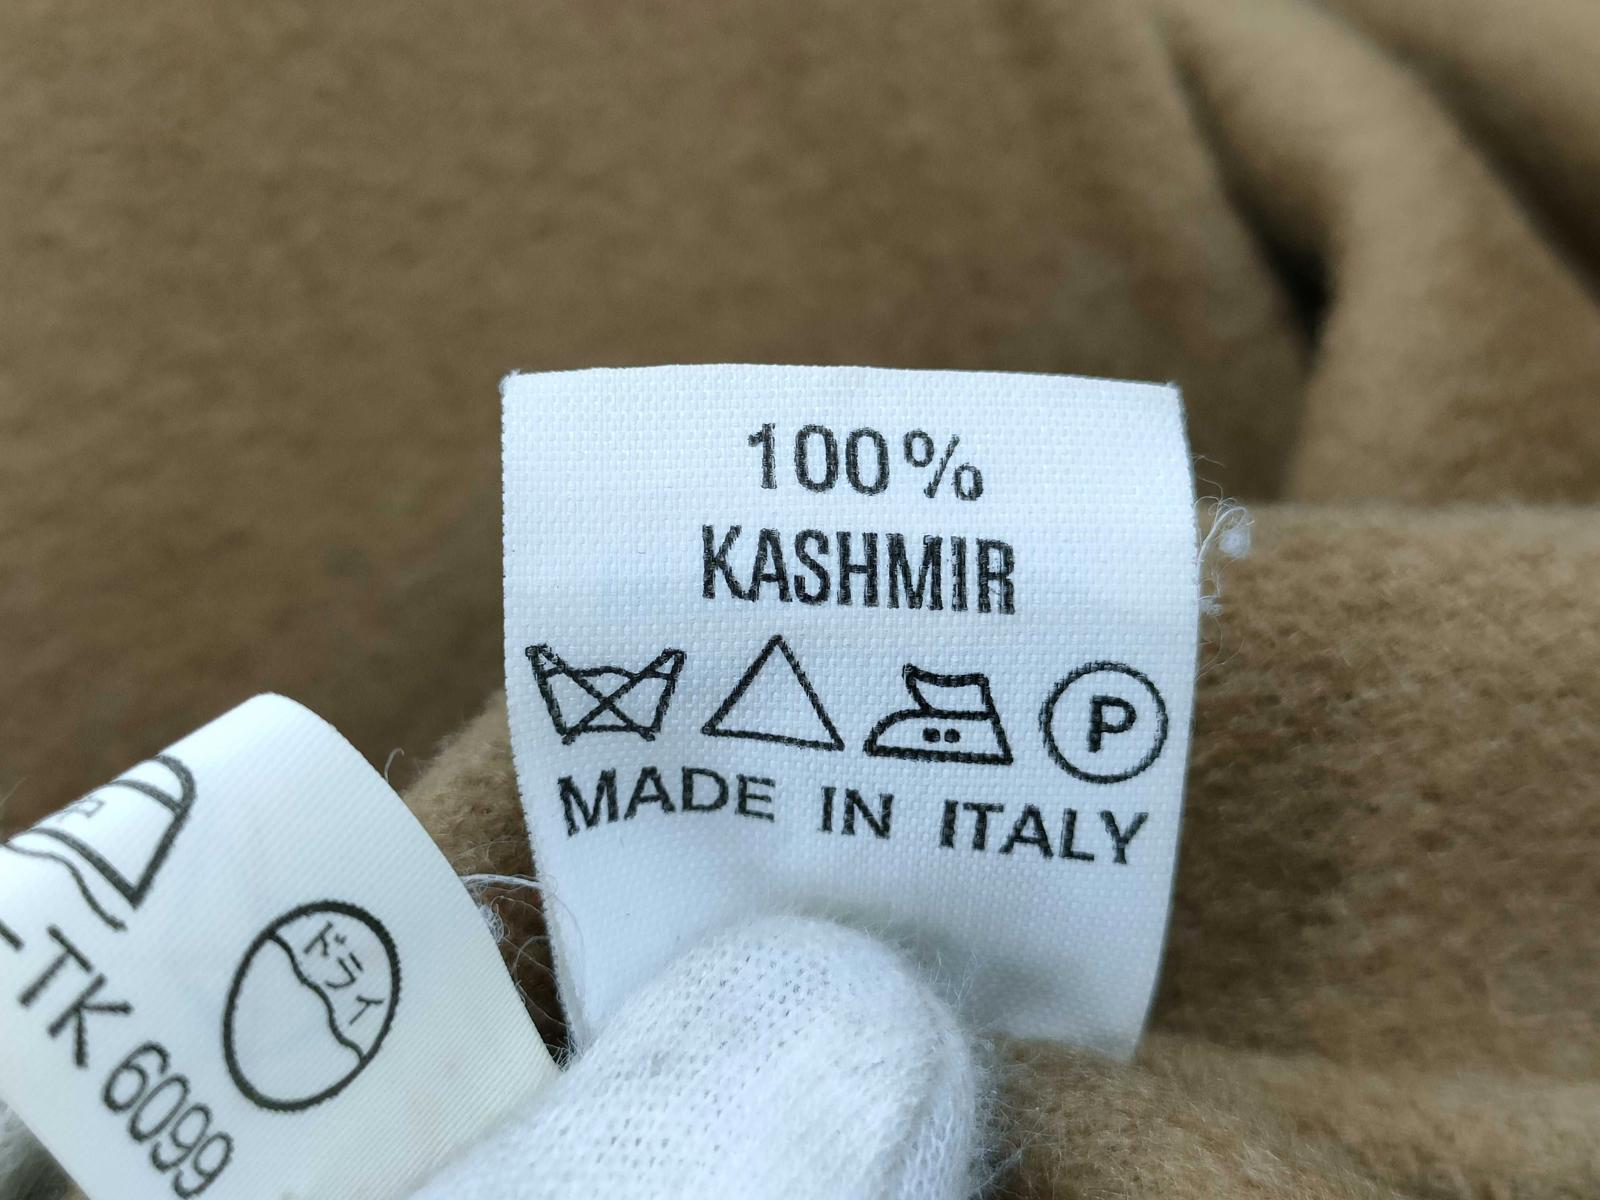 100%
KASHMIR
P
MADE IN ITALY
ドライ
-TK 6099